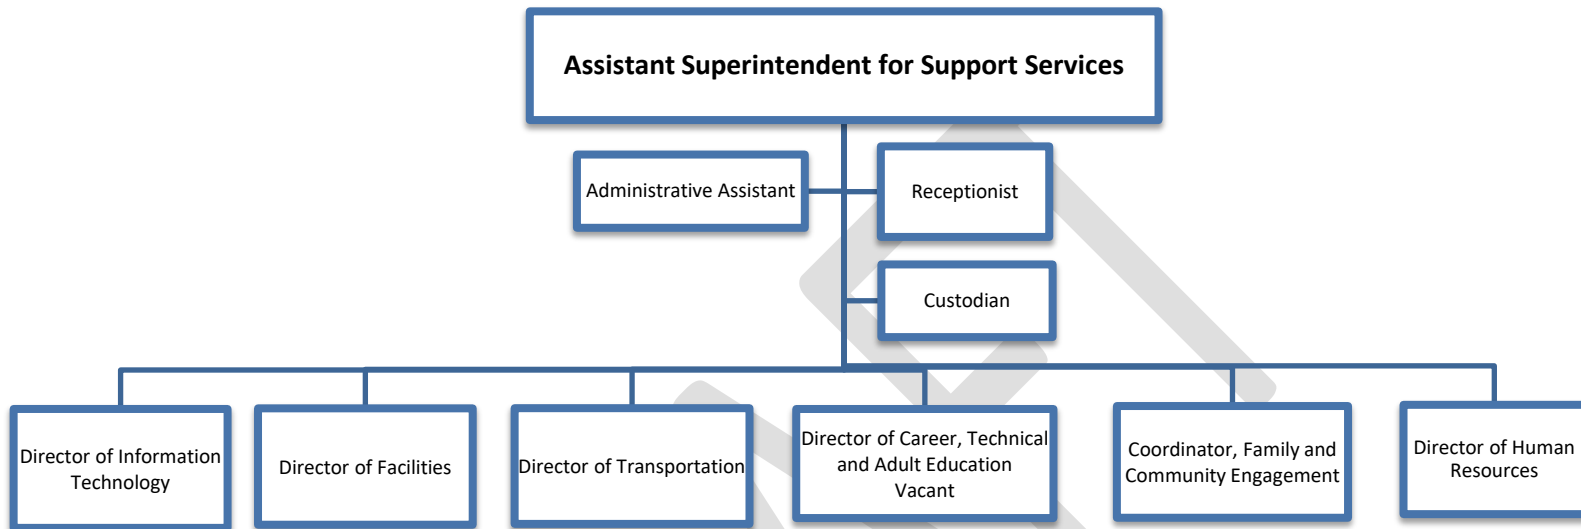 Assistant Superintendent for Support Services
Administrative Assistant
Receptionist
Custodian
Director of Information
Technology
Director of Facilities
Director of Transportation
Director of Career, Technical
and Adult Education
Vacant
Coordinator, Family and
Community Engagement
Director of Human
Resources